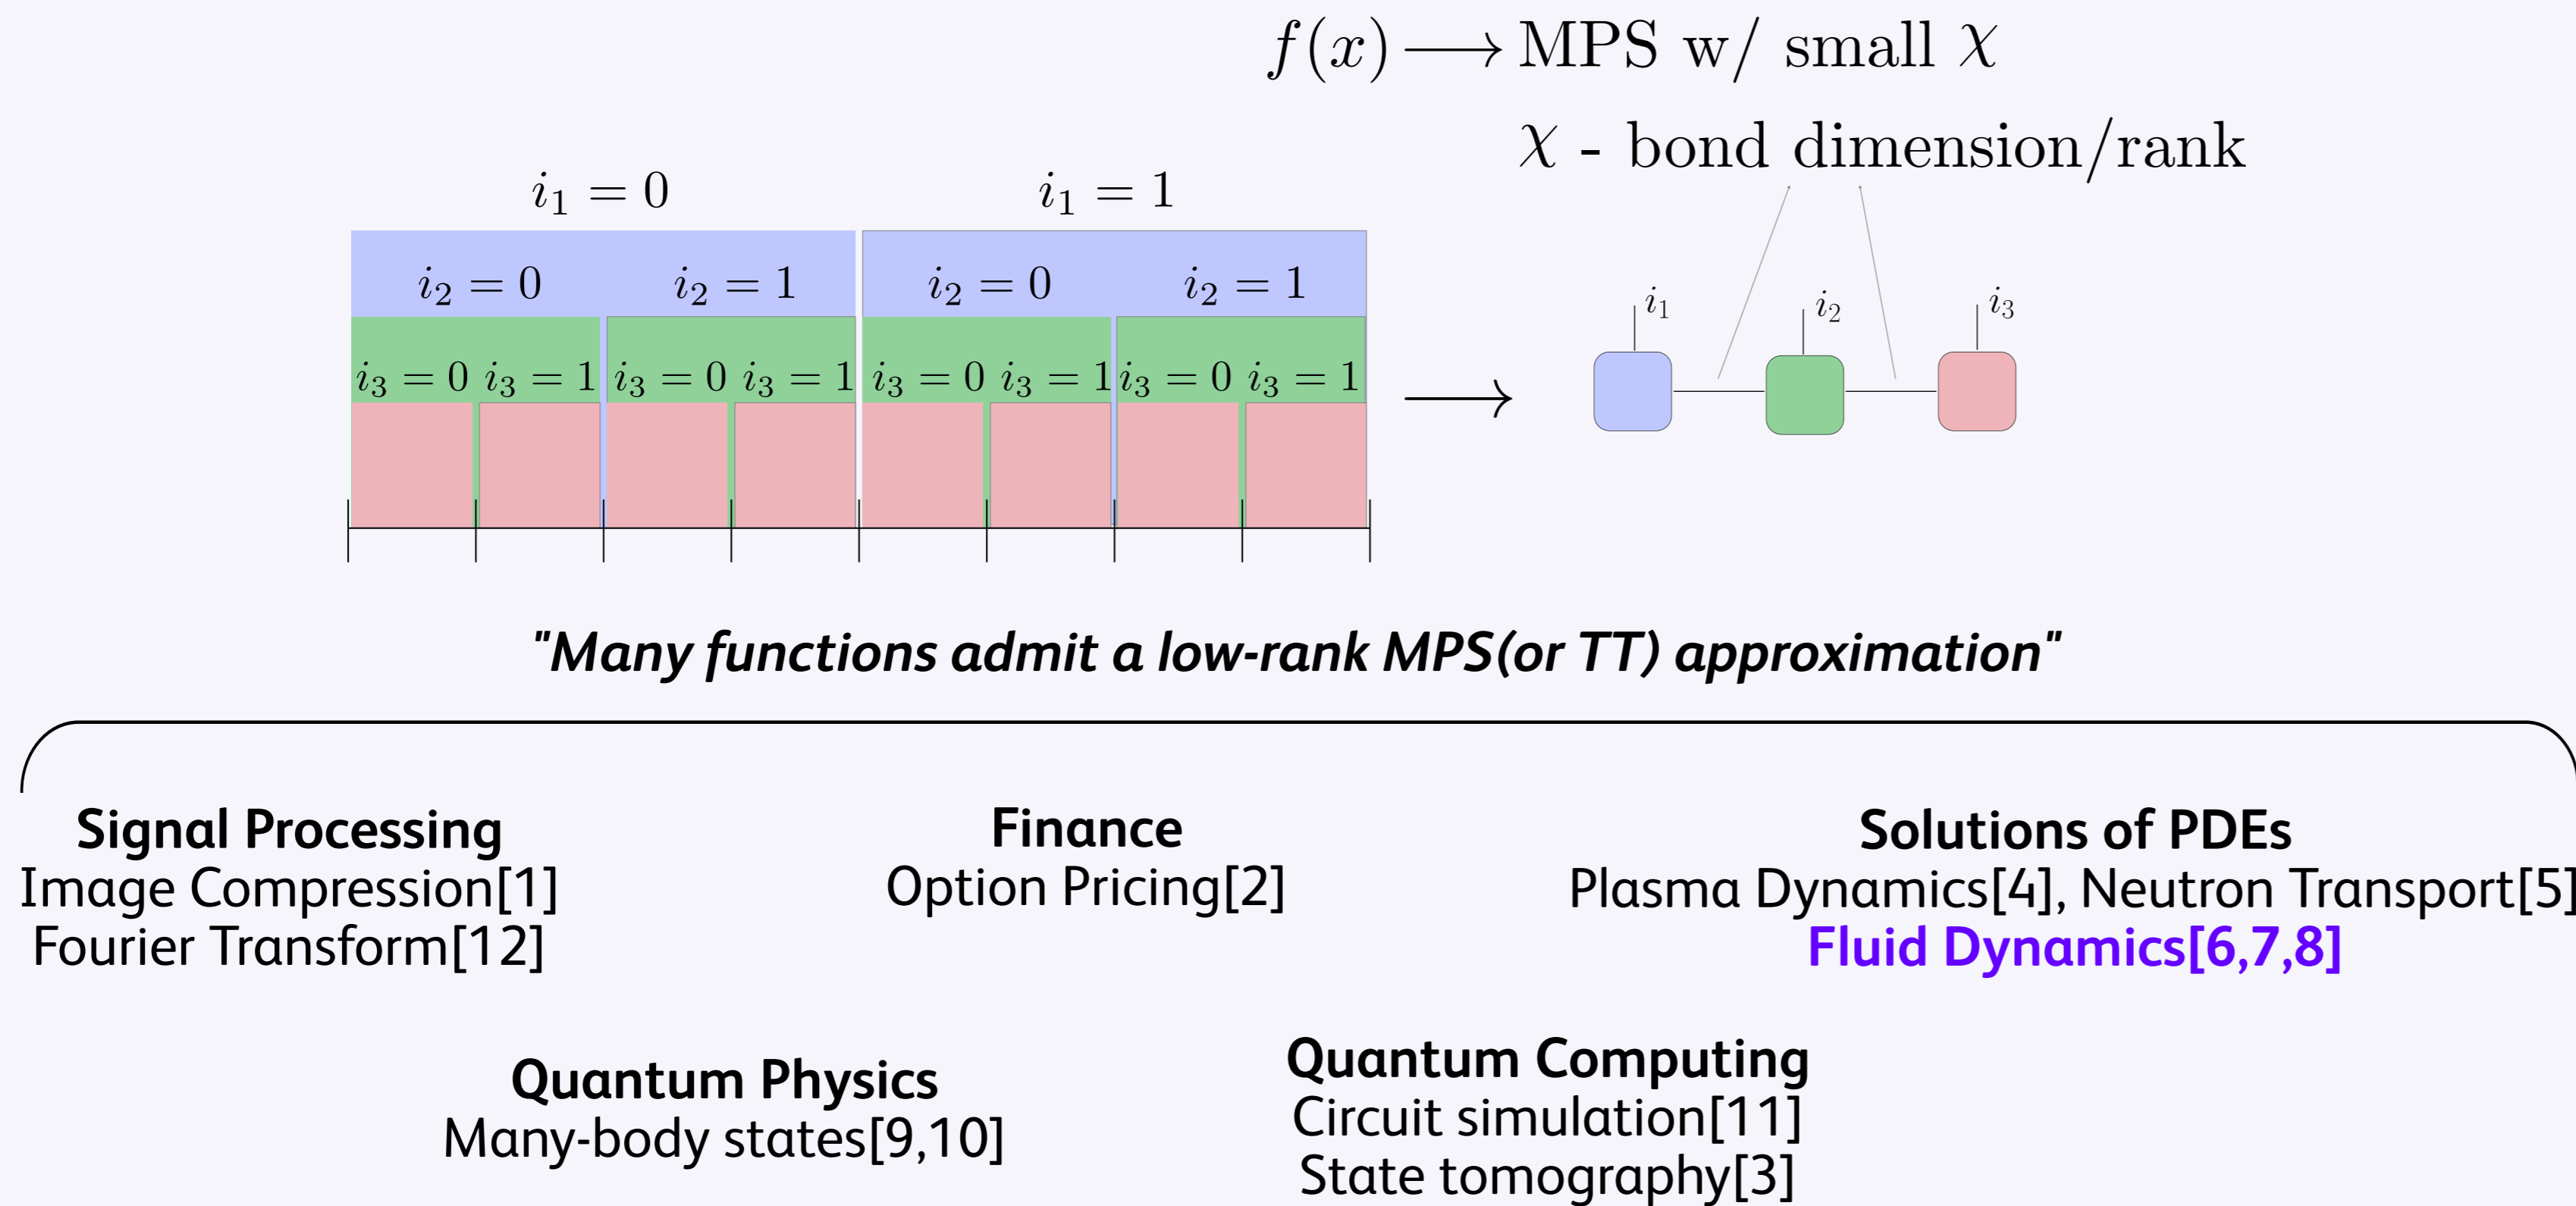 f(x) ⟶ MPS w/ small χ
χ - bond dimension/rank
i₁ = 0 i₁ = 1
i₂ = 0 i₂ = 1 i₂ = 0 i₂ = 1
i₃ = 0 i₃ = 1 i₃ = 0 i₃ = 1 i₃ = 0 i₃ = 1 i₃ = 0 i₃ = 1
⟶
i₁ i₂ i₃
"Many functions admit a low-rank MPS(or TT) approximation"
Signal Processing
Image Compression[1]
Fourier Transform[12]
Finance
Option Pricing[2]
Solutions of PDEs
Plasma Dynamics[4], Neutron Transport[5]
Fluid Dynamics[6,7,8]
Quantum Physics
Many-body states[9,10]
Quantum Computing
Circuit simulation[11]
State tomography[3]